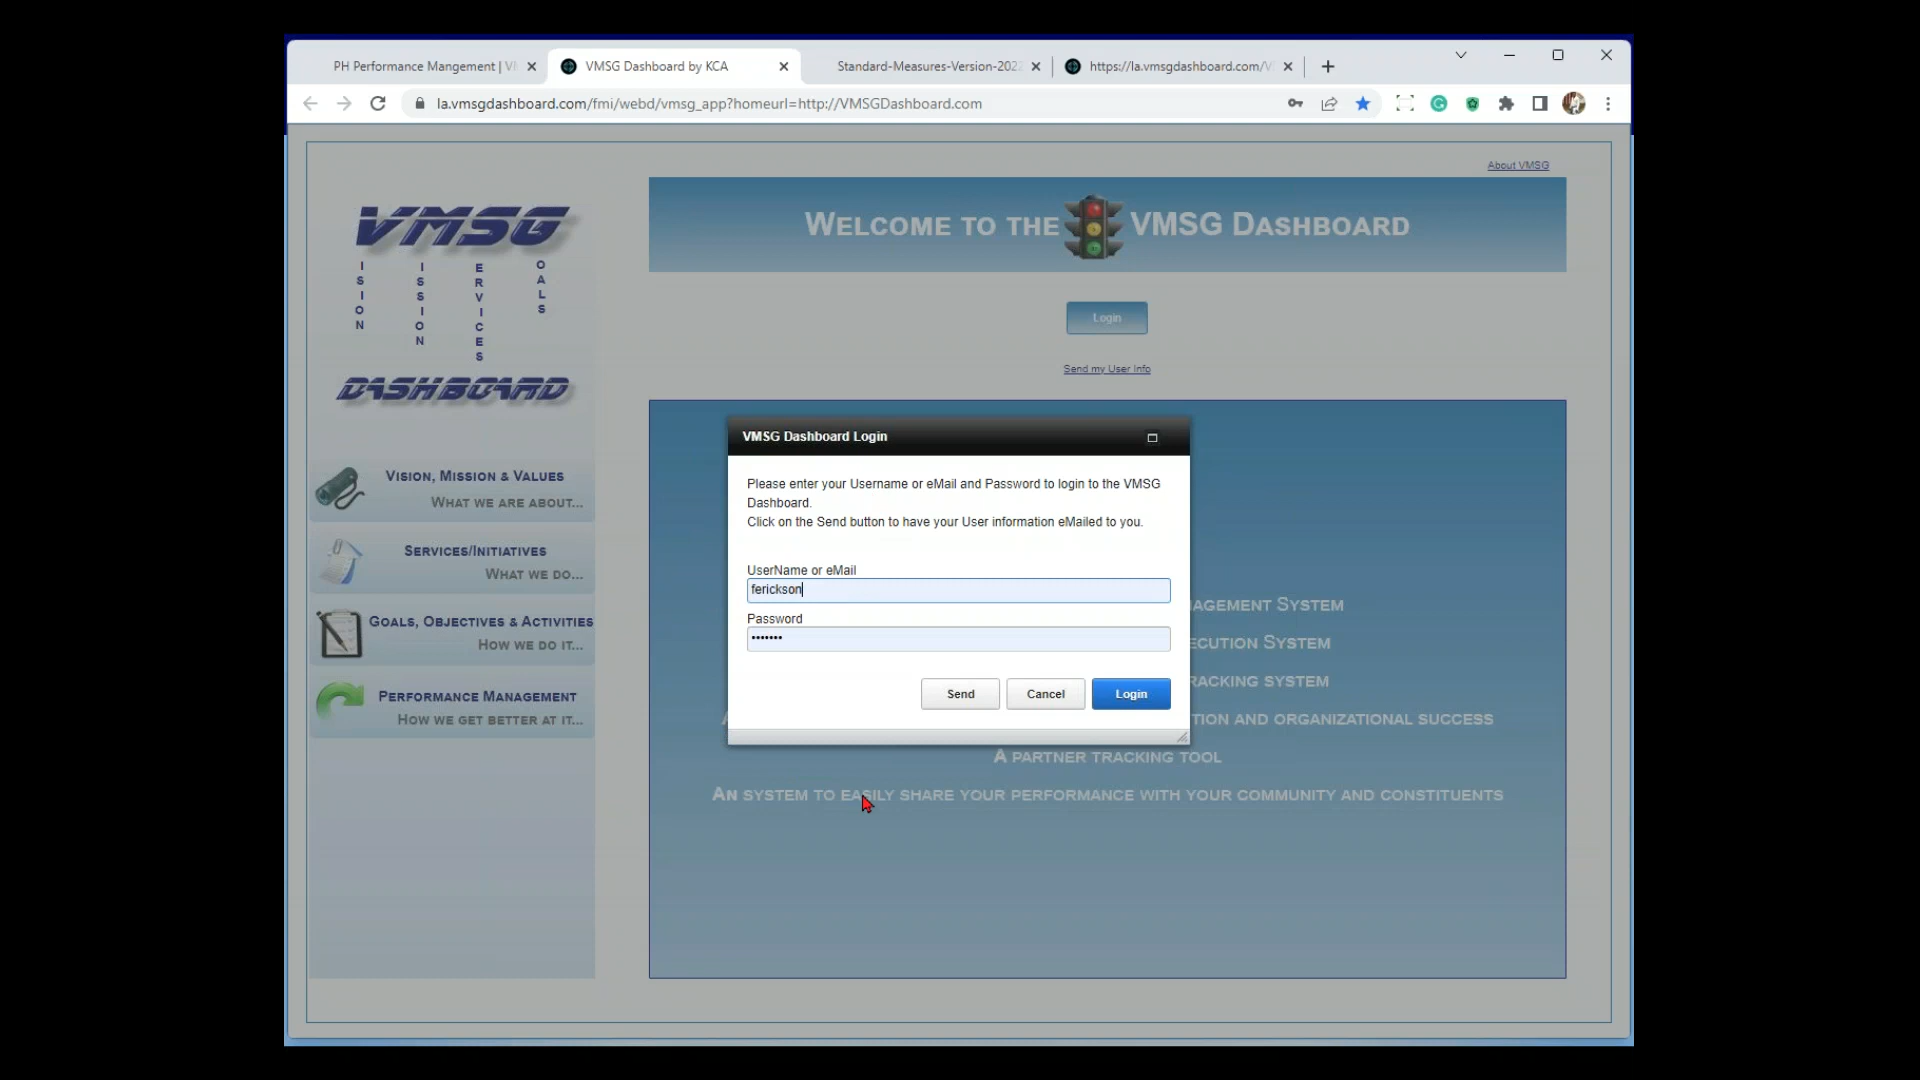 PH Performance Mangement | V
VMSG Dashboard by KCA
Standard-Measures-Version-2022
https://la.vmsgdashboard.com/V
la.vmsgdashboard.com/fmi/webd/vmsg_app?homeurl=http://VMSGDashboard.com
About VMSG
VMSG
ISION
ISSION
ERVICES
OALS
DASHBOARD
WELCOME TO THE VMSG DASHBOARD
Login
Send my User Info
VISION, MISSION & VALUES
WHAT WE ARE ABOUT...
SERVICES/INITIATIVES
WHAT WE DO...
GOALS, OBJECTIVES & ACTIVITIES
HOW WE DO IT...
PERFORMANCE MANAGEMENT
HOW WE GET BETTER AT IT...
VMSG Dashboard Login
Please enter your Username or eMail and Password to login to the VMSG
Dashboard.
Click on the Send button to have your User information eMailed to you.
UserName or eMail
ferickson
Password
•••••••
Send
Cancel
Login
AGEMENT SYSTEM
ECUTION SYSTEM
RACKING SYSTEM
TION AND ORGANIZATIONAL SUCCESS
A PARTNER TRACKING TOOL
AN SYSTEM TO EASILY SHARE YOUR PERFORMANCE WITH YOUR COMMUNITY AND CONSTITUENTS